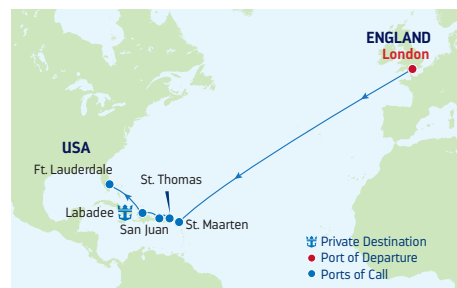 ENGLAND
London
USA
Ft. Lauderdale
St. Thomas
Labadee
San Juan
St. Maarten
Private Destination
Port of Departure
Ports of Call